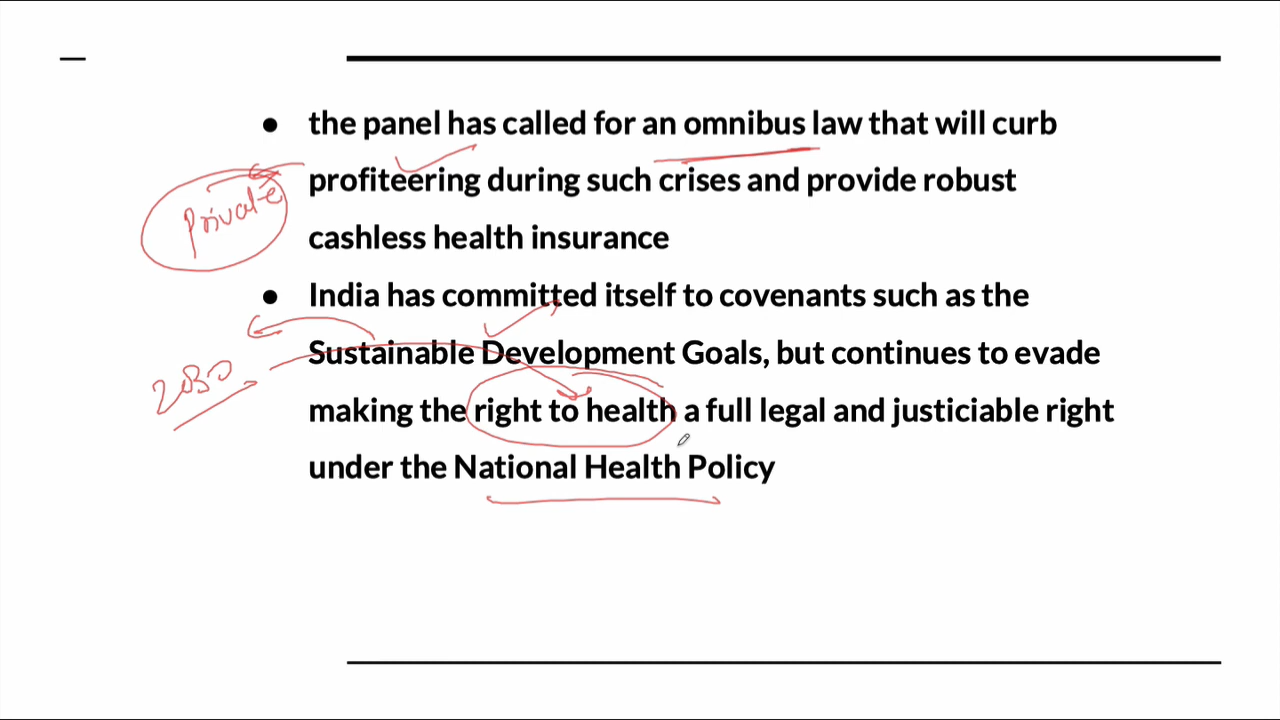 ● the panel has called for an omnibus law that will curb
profiteering during such crises and provide robust
Private
cashless health insurance
● India has committed itself to covenants such as the
Sustainable Development Goals, but continues to evade
2030
making the right to health a full legal and justiciable right
under the National Health Policy